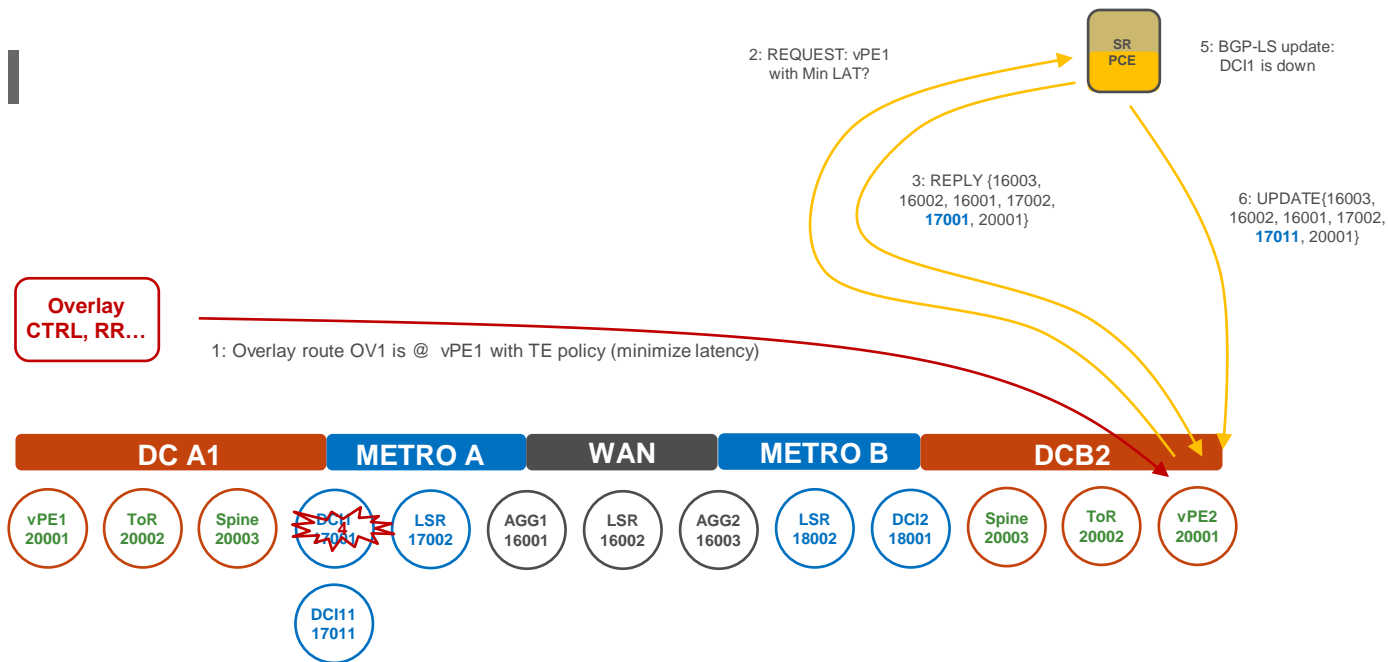 2: REQUEST: vPE1
with Min LAT?
SR
PCE
5: BGP-LS update:
DCI1 is down
3: REPLY {16003,
16002, 16001, 17002,
17001, 20001}
6: UPDATE{16003,
16002, 16001, 17002,
17011, 20001}
Overlay
CTRL, RR…
1: Overlay route OV1 is @ vPE1 with TE policy (minimize latency)
DC A1
METRO A
WAN
METRO B
DCB2
vPE1
20001
ToR
20002
Spine
20003
DCI1
17001
4
LSR
17002
AGG1
16001
LSR
16002
AGG2
16003
LSR
18002
DCI2
18001
Spine
20003
ToR
20002
vPE2
20001
DCI11
17011